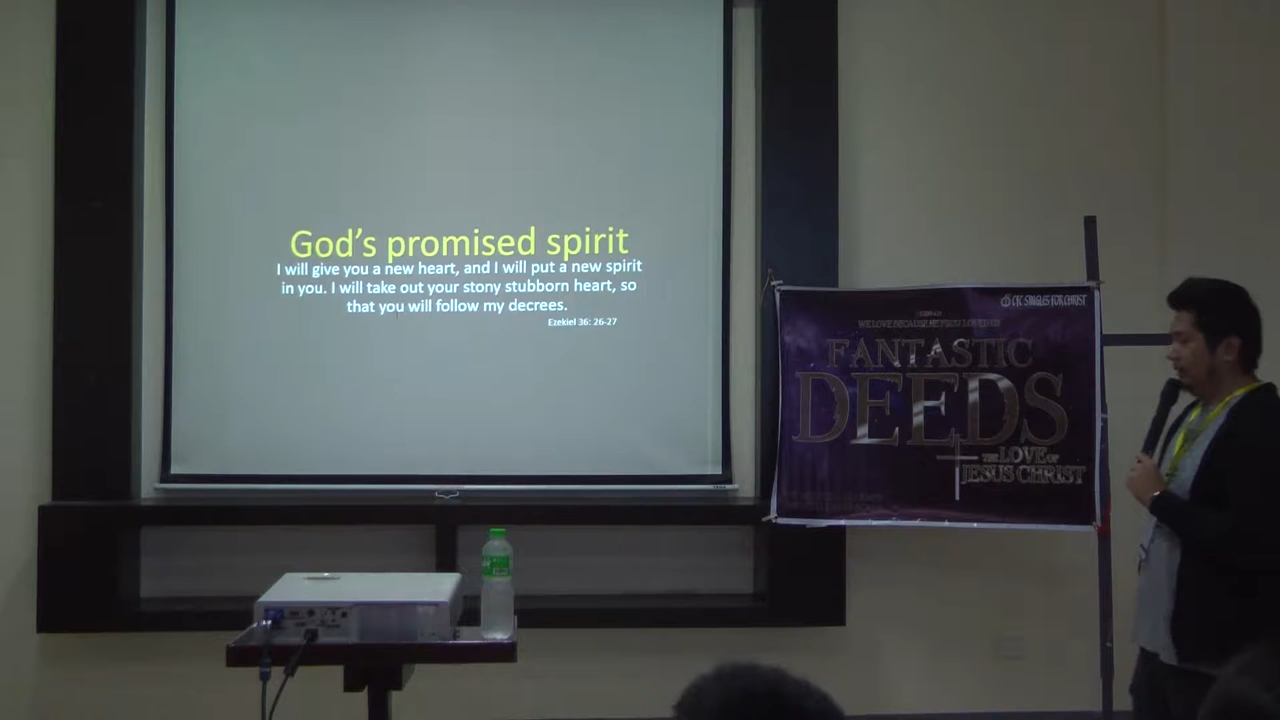 God's promised spirit
I will give you a new heart, and I will put a new spirit
in you. I will take out your stony stubborn heart, so
that you will follow my decrees.
Ezekiel 36: 26-27
CFC SINGLES FOR CHRIST
WE LOVE BECAUSE HE FIRST LOVED US
FANTASTIC
DEEDS
THE LOVE OF
JESUS CHRIST